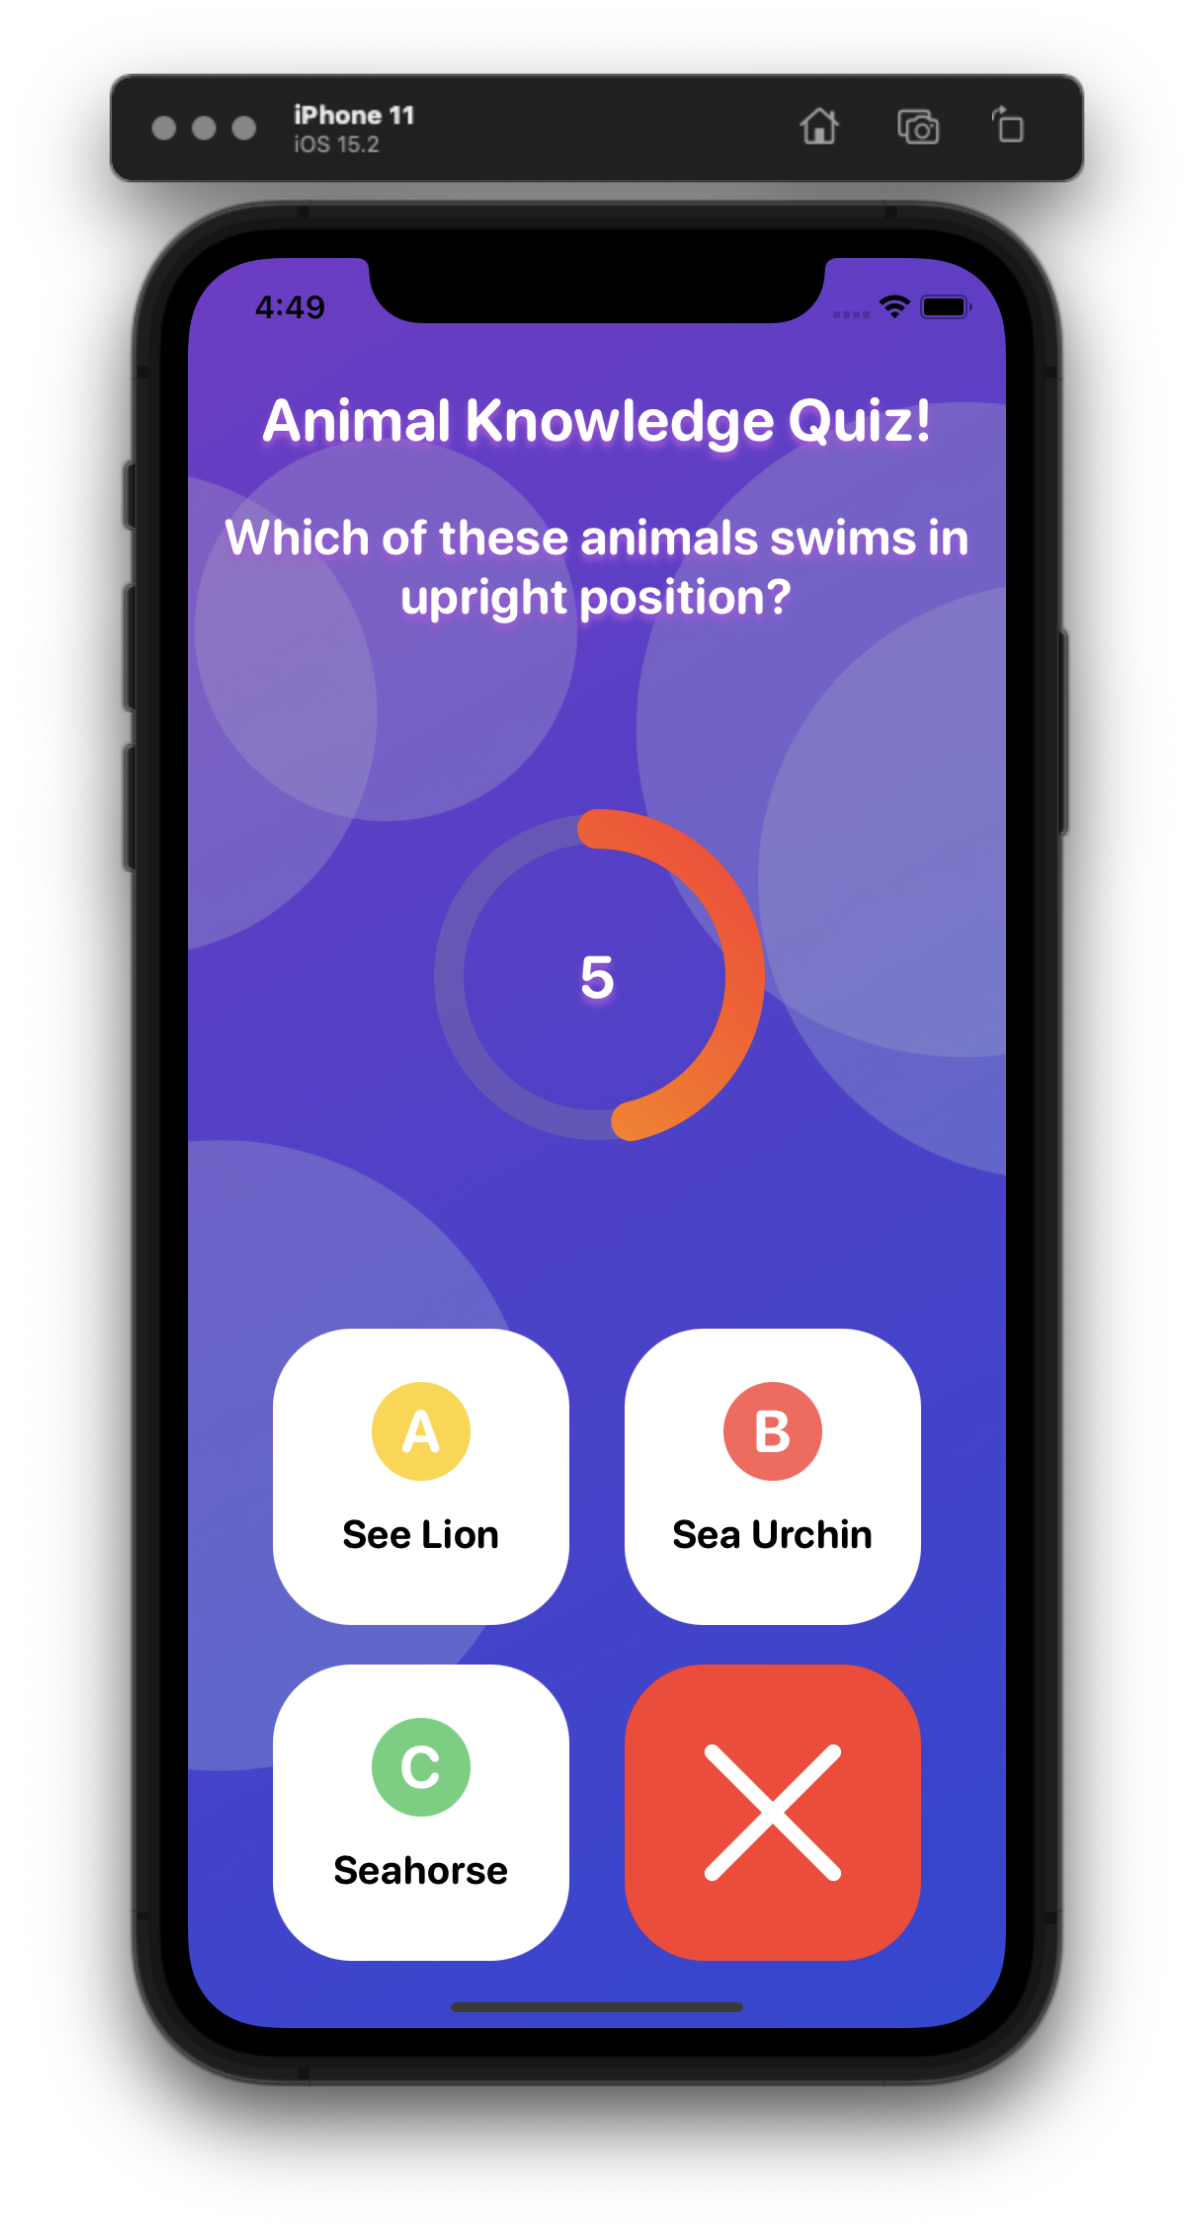 iPhone 11
iOS 15.2
4:49
Animal Knowledge Quiz!
Which of these animals swims in
upright position?
5
A
B
See Lion
Sea Urchin
C
Seahorse